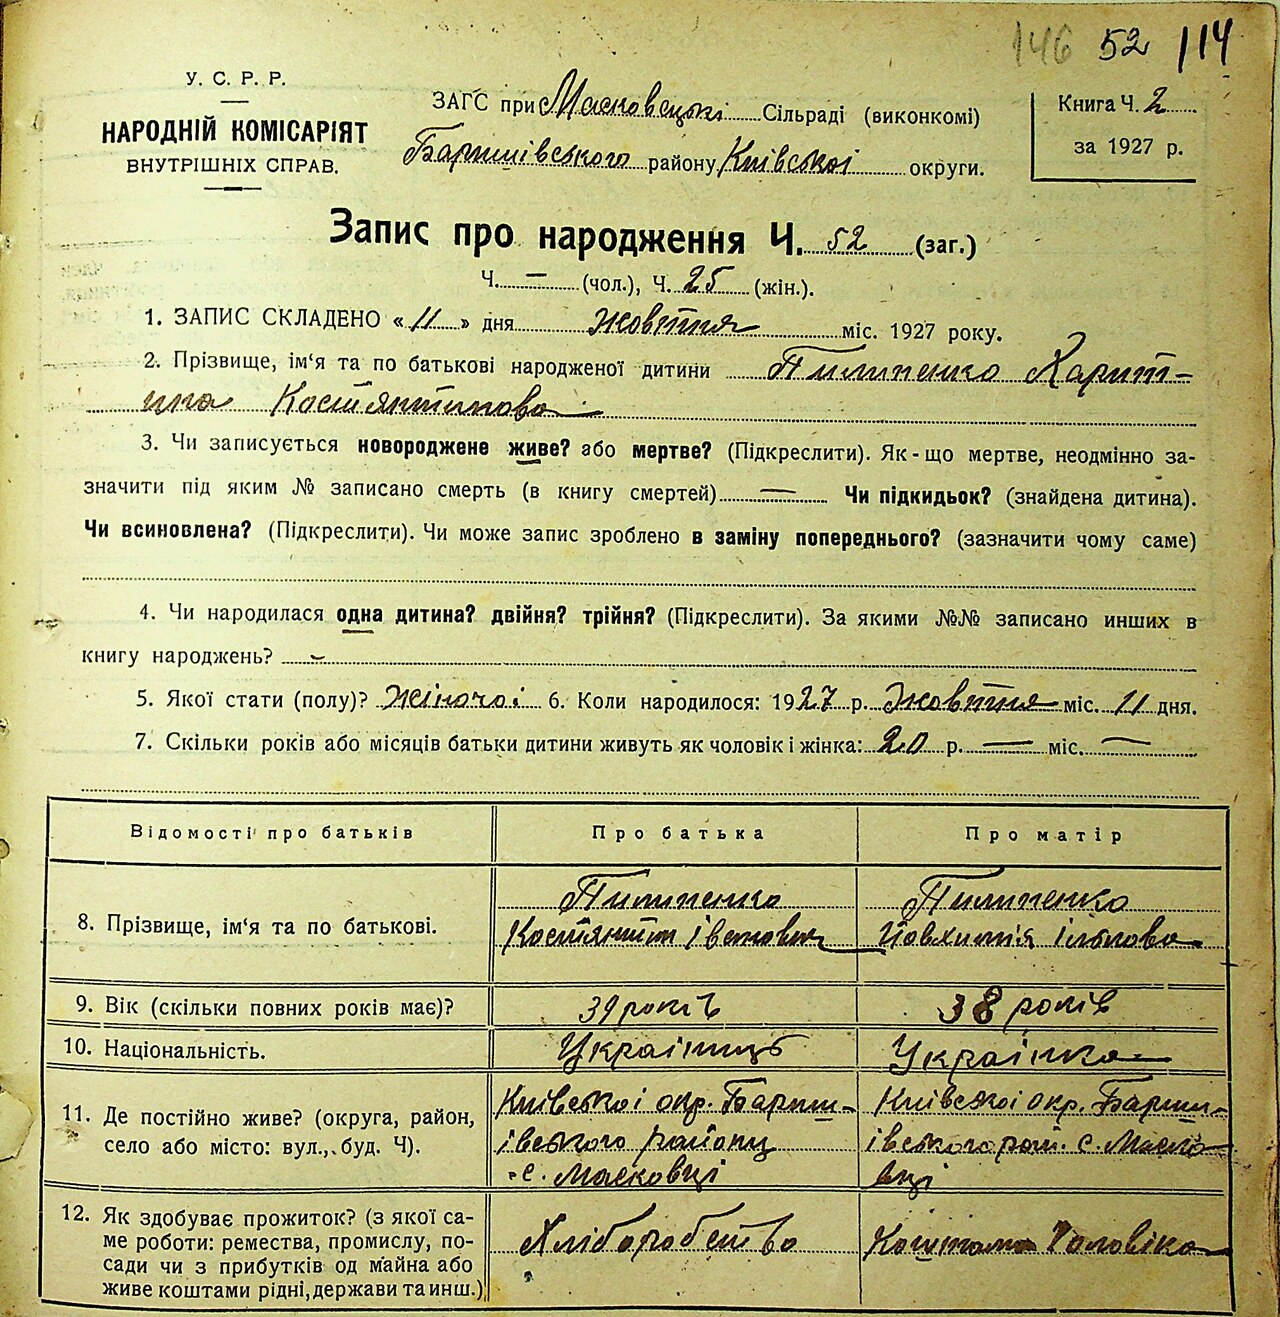 146 52 114
У. С. Р. Р.
НАРОДНІЙ КОМІСАРІЯТ
ВНУТРІШНІХ СПРАВ.
ЗАГС при Масковецькі Сільраді (виконкомі)
Баришівського району Київської округи.
Книга Ч. 2
за 1927 р.
Запис про народження Ч. 52 (заг.)
Ч. — (чол.), Ч. 25 (жін.).
1. ЗАПИС СКЛАДЕНО « 11 » дня жовтня міс. 1927 року.
2. Прізвище, ім‘я та по батькові народженої дитини Пилипенко Харит-
ина Костянтинова
3. Чи записується новороджене живе? або мертве? (Підкреслити). Як-що мертве, неодмінно за-
значити під яким № записано смерть (в книгу смертей) — Чи підкидьок? (знайдена дитина).
Чи всиновлена? (Підкреслити). Чи може запис зроблено в заміну попереднього? (зазначити чому саме)
4. Чи народилася одна дитина? двійня? трійня? (Підкреслити). За якими №№ записано инших в
книгу народжень? —
5. Якої стати (полу)? Жіночоі 6. Коли народилося: 1927 р. Жовтня міс. 11 дня.
7. Скільки років або місяців батьки дитини живуть як чоловік і жінка: 20 р. — міс. —
Відомості про батьків Про батька Про матір
8. Прізвище, ім‘я та по батькові.
Пилипенко
Костянтин Іванович
Пилипенко
Йовхимія Ільїнова
9. Вік (скільки повних років має)? 39 років 38 років
10. Національність. Українець Українка
11. Де постійно живе? (округа, район,
село або місто: вул., буд. Ч).
Київськоі окр. Бариш-
івського району
с. Масковці
Київськоі окр. Бариш-
івського рай. с. Маско-
вці
12. Як здобуває прожиток? (з якої са-
ме роботи: ремества, промислу, по-
сади чи з прибутків од майна або
живе коштами рідні, держави та инш.)
Хліборобство
Коштом Чоловіка